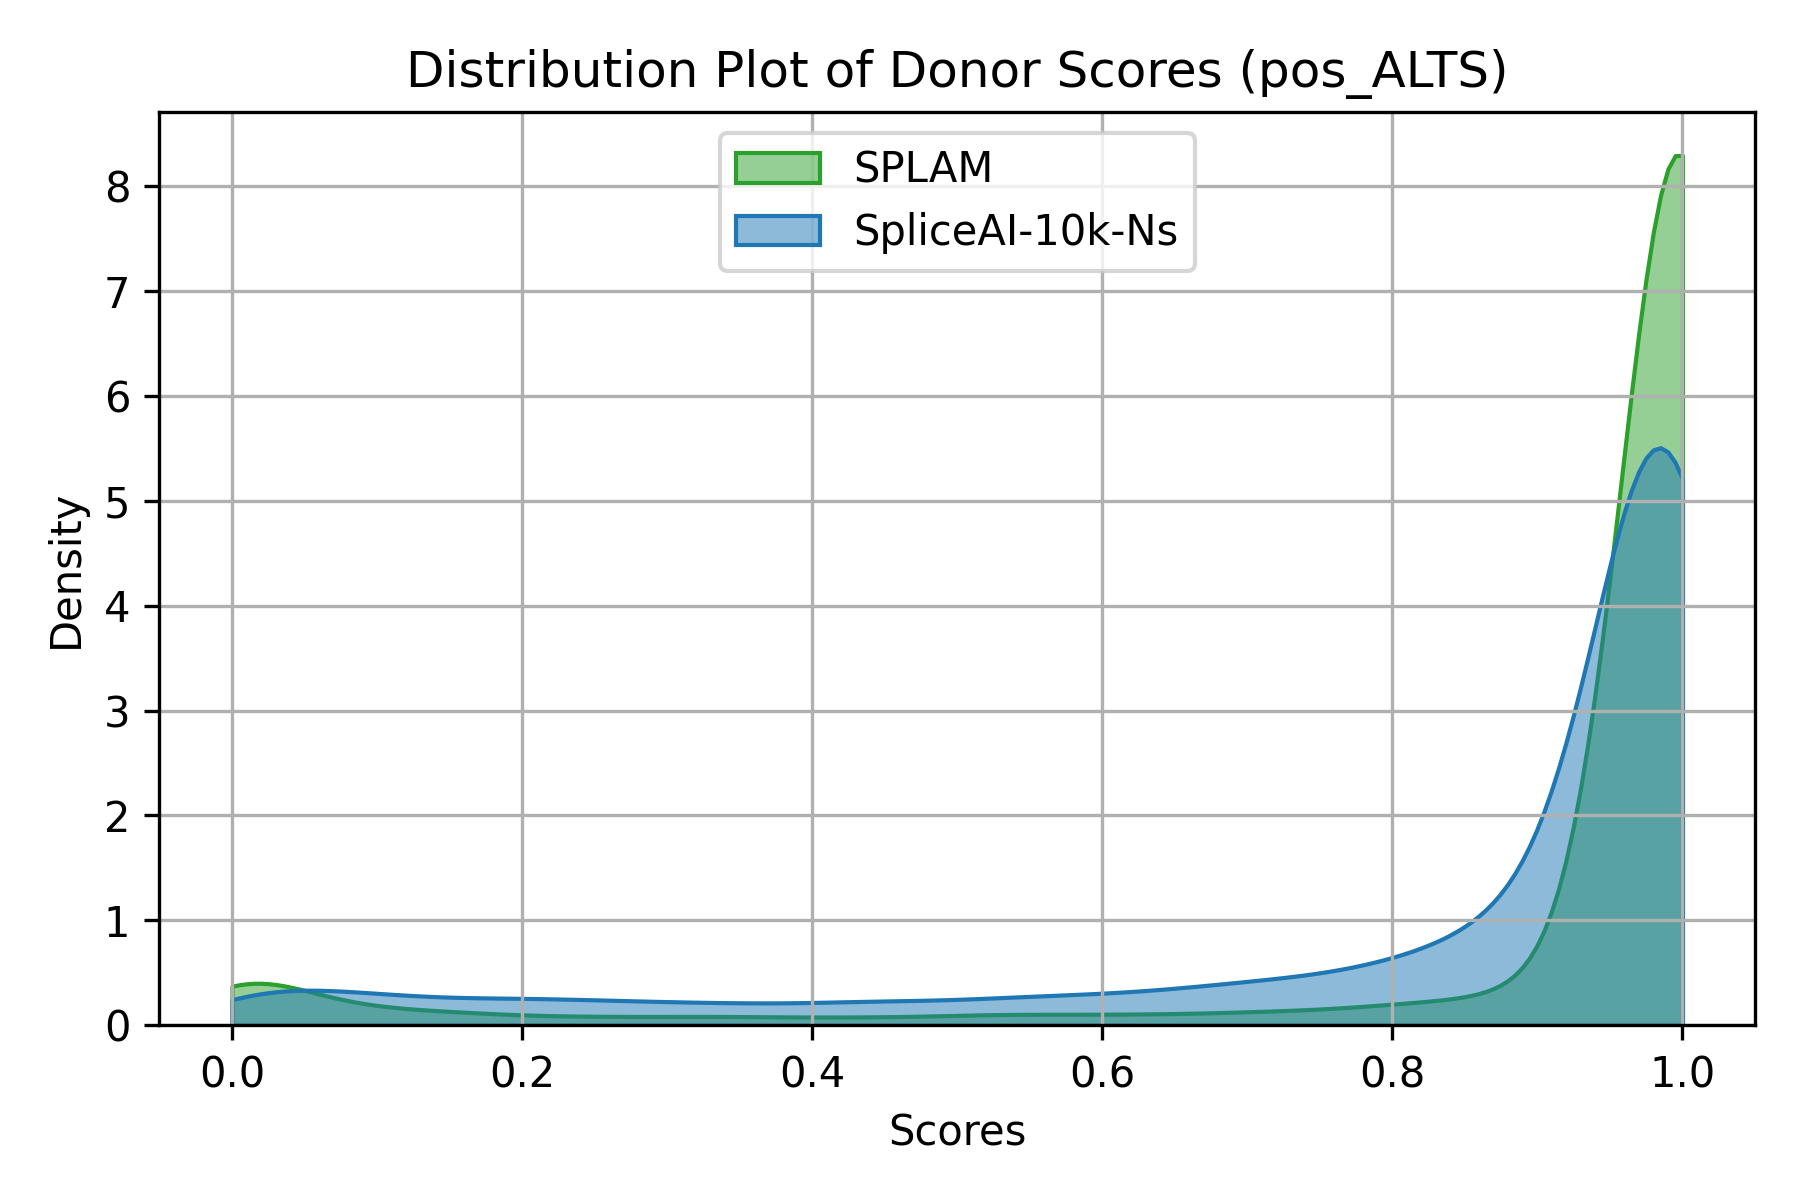 Distribution Plot of Donor Scores (pos_ALTS)
SPLAM
SpliceAI-10k-Ns
8
7
6
5
4
3
2
1
0
Density
0.0 0.2 0.4 0.6 0.8 1.0
Scores